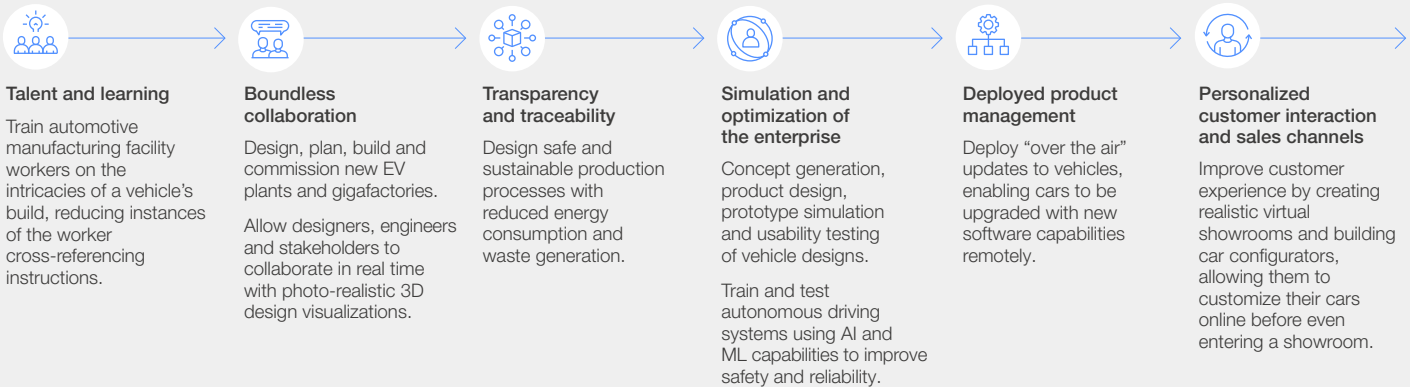 Talent and learning
Train automotive
manufacturing facility
workers on the
intricacies of a vehicle’s
build, reducing instances
of the worker
cross-referencing
instructions.
Boundless
collaboration
Design, plan, build and
commission new EV
plants and gigafactories.
Allow designers, engineers
and stakeholders to
collaborate in real time
with photo-realistic 3D
design visualizations.
Transparency
and traceability
Design safe and
sustainable production
processes with
reduced energy
consumption and
waste generation.
Simulation and
optimization of
the enterprise
Concept generation,
product design,
prototype simulation
and usability testing
of vehicle designs.
Train and test
autonomous driving
systems using AI and
ML capabilities to improve
safety and reliability.
Deployed product
management
Deploy “over the air”
updates to vehicles,
enabling cars to be
upgraded with new
software capabilities
remotely.
Personalized
customer interaction
and sales channels
Improve customer
experience by creating
realistic virtual
showrooms and building
car configurators,
allowing them to
customize their cars
online before even
entering a showroom.